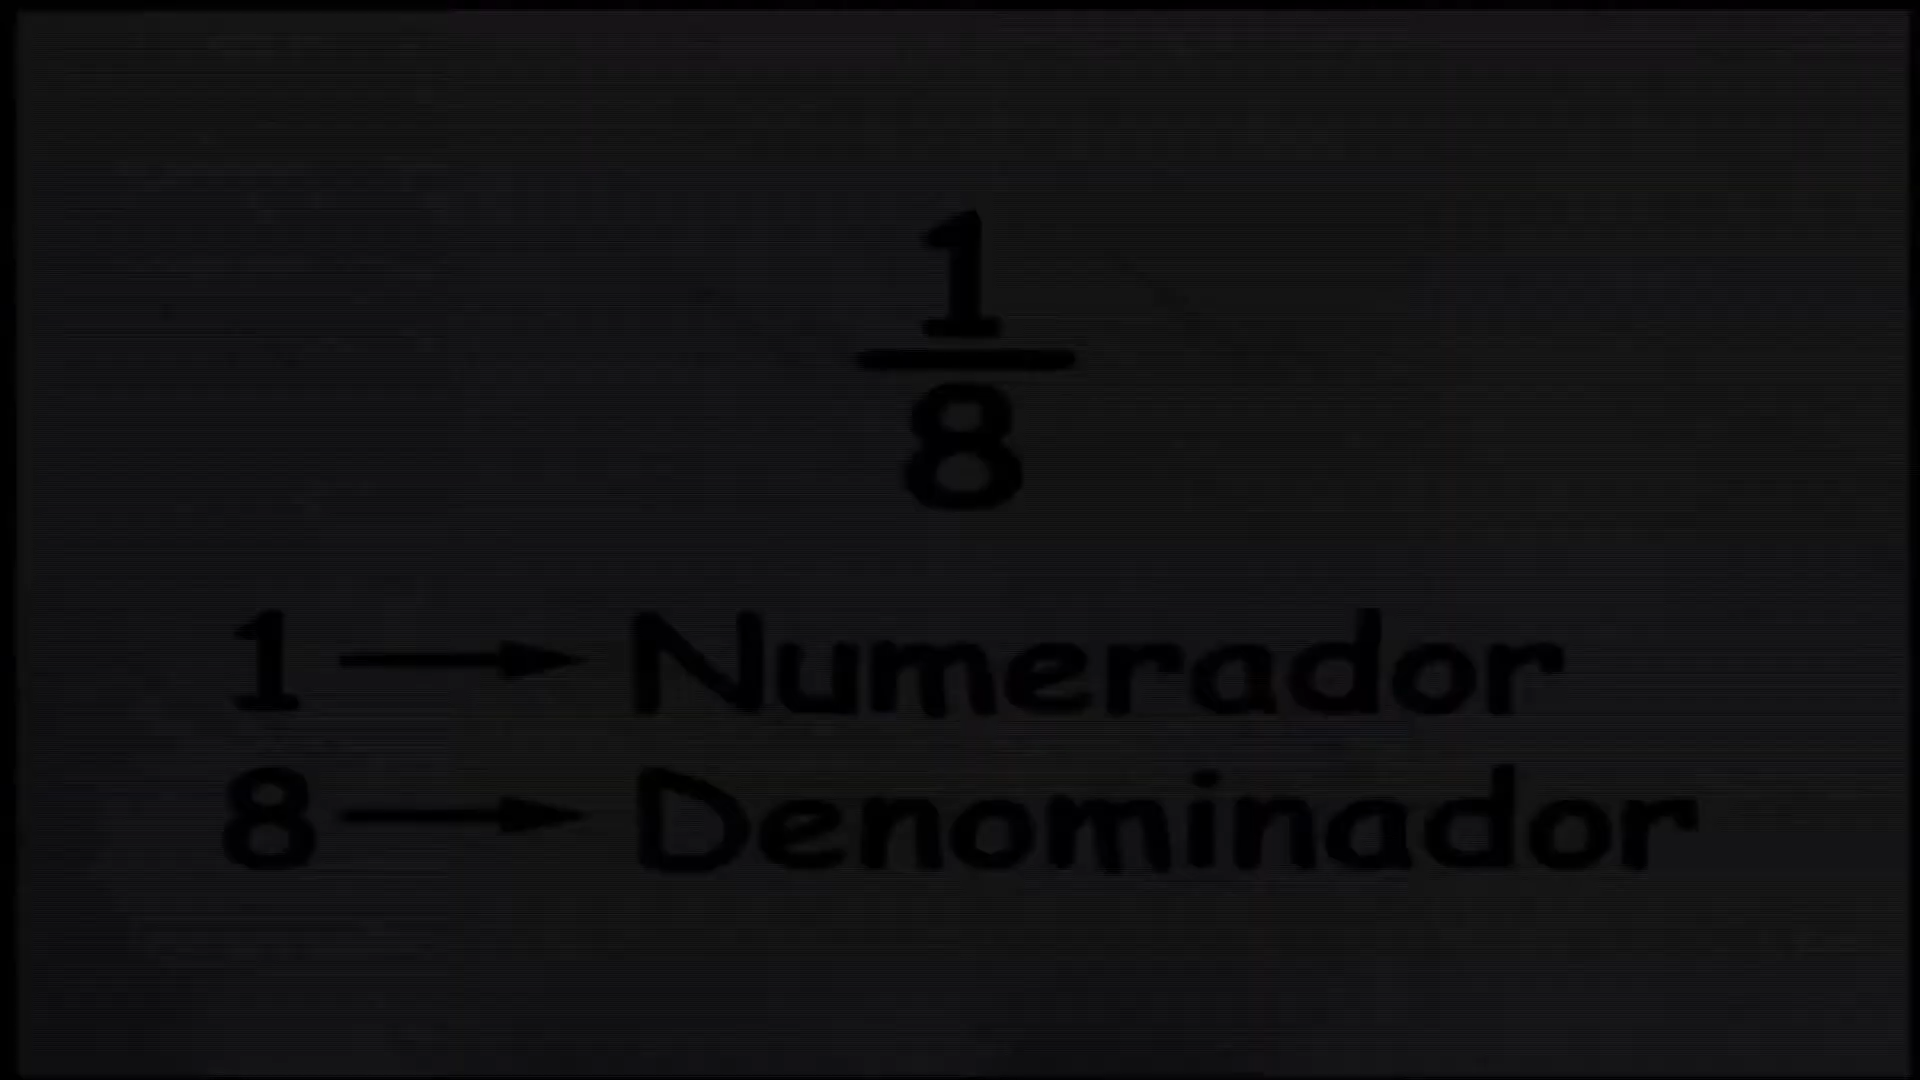 1
8
1 → Numerador
8 → Denominador